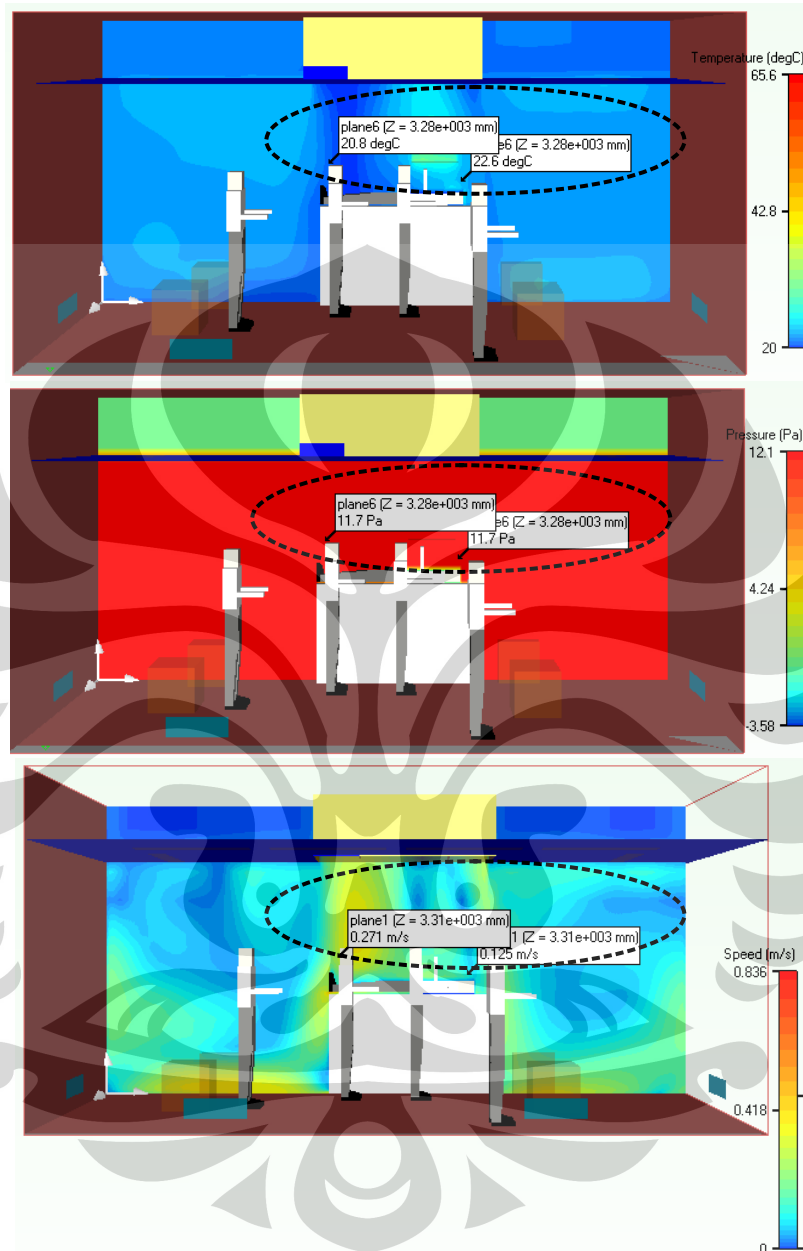 Temperature (degC)
65.6
plane6 (Z = 3.28e+003 mm)
20.8 degC
e6 (Z = 3.28e+003 mm)
22.6 degC
42.8
20
Pressure (Pa)
12.1
plane6 (Z = 3.28e+003 mm)
11.7 Pa
e6 (Z = 3.28e+003 mm)
11.7 Pa
4.24
-3.58
plane1 (Z = 3.31e+003 mm)
0.271 m/s
1 (Z = 3.31e+003 mm)
0.125 m/s
Speed (m/s)
0.836
0.418
0